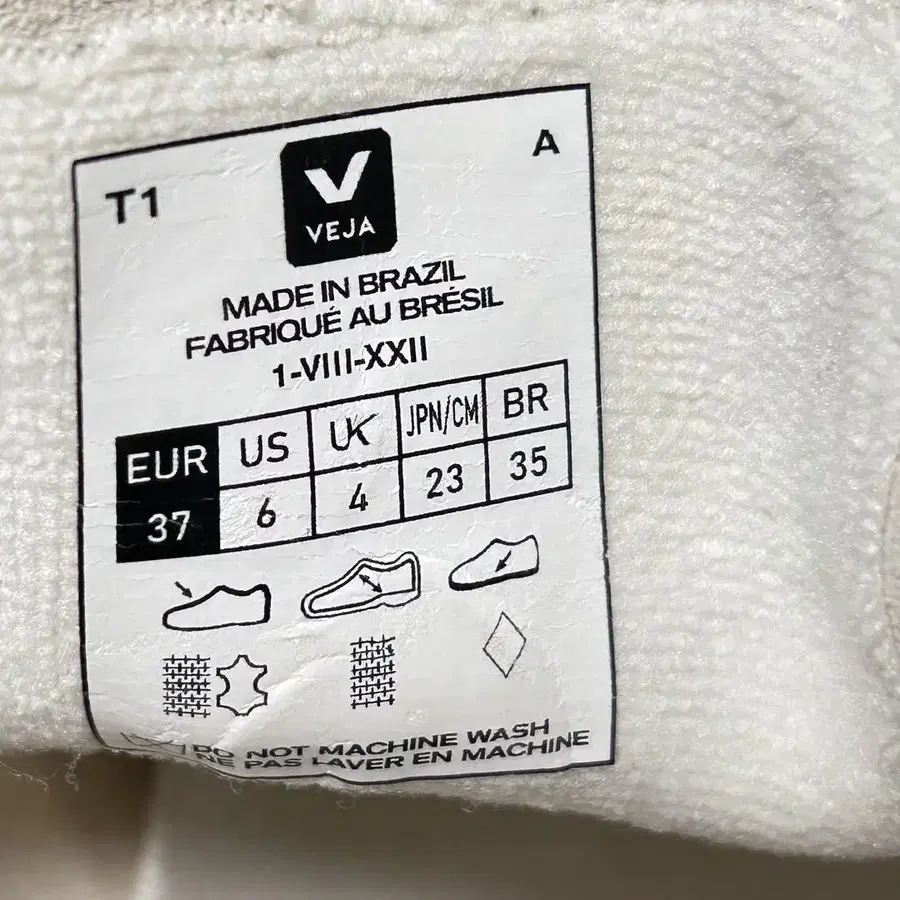 T1
A
V
VEJA
MADE IN BRAZIL
FABRIQUÉ AU BRÉSIL
1-VIII-XXII
EUR US UK JPN/CM BR
37 6 4 23 35
DO NOT MACHINE WASH
NE PAS LAVER EN MACHINE